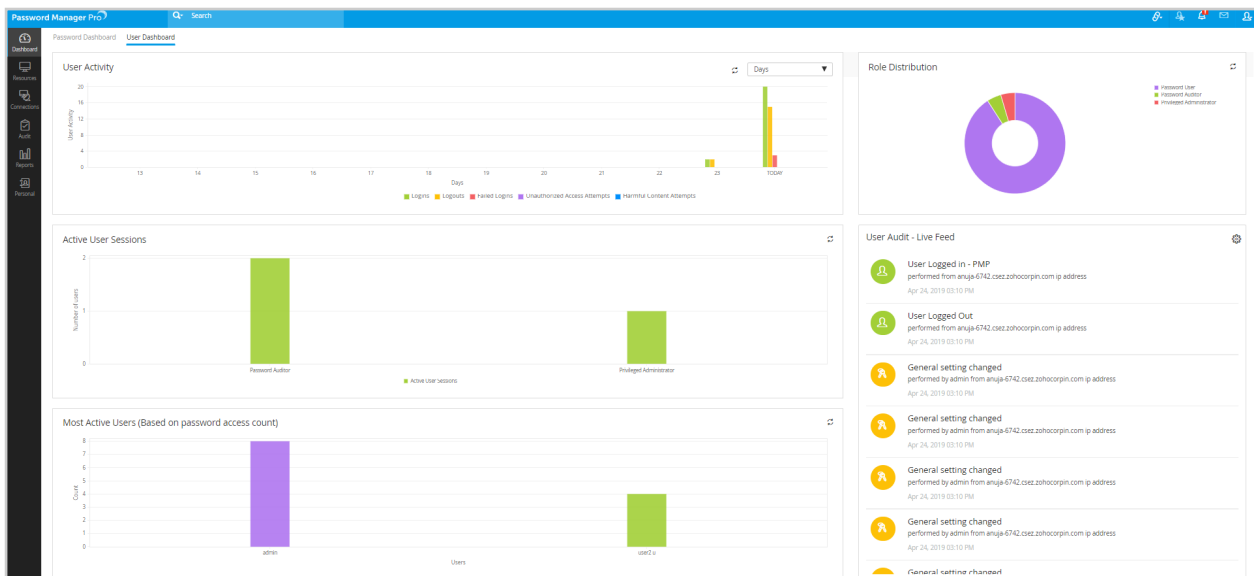 Password Manager Pro
Search
Dashboard
Resources
Connections
Audit
Reports
Personal
Password Dashboard User Dashboard
User Activity
Days
20
16
12
8
4
0
User Activity
13 14 15 16 17 18 19 20 21 22 23 TODAY
Days
Logins Logouts Failed Logins Unauthorized Access Attempts Harmful Content Attempts
Role Distribution
Password User
Password Auditor
Privileged Administrator
Active User Sessions
2
1
0
Number of users
Password Auditor Privileged Administrator
Active User Sessions
Most Active Users (Based on password access count)
8
7
6
5
4
3
2
1
0
Count
admin user2 u
Users
User Audit - Live Feed
User Logged in - PMP
performed from anuja-6742.csez.zohocorpin.com ip address
Apr 24, 2019 03:10 PM
User Logged Out
performed from anuja-6742.csez.zohocorpin.com ip address
Apr 24, 2019 03:10 PM
General setting changed
performed by admin from anuja-6742.csez.zohocorpin.com ip address
Apr 24, 2019 03:10 PM
General setting changed
performed by admin from anuja-6742.csez.zohocorpin.com ip address
Apr 24, 2019 03:10 PM
General setting changed
performed by admin from anuja-6742.csez.zohocorpin.com ip address
Apr 24, 2019 03:10 PM
General setting changed
performed by admin from anuja-6742.csez.zohocorpin.com ip address
Apr 24, 2019 03:10 PM
General setting changed